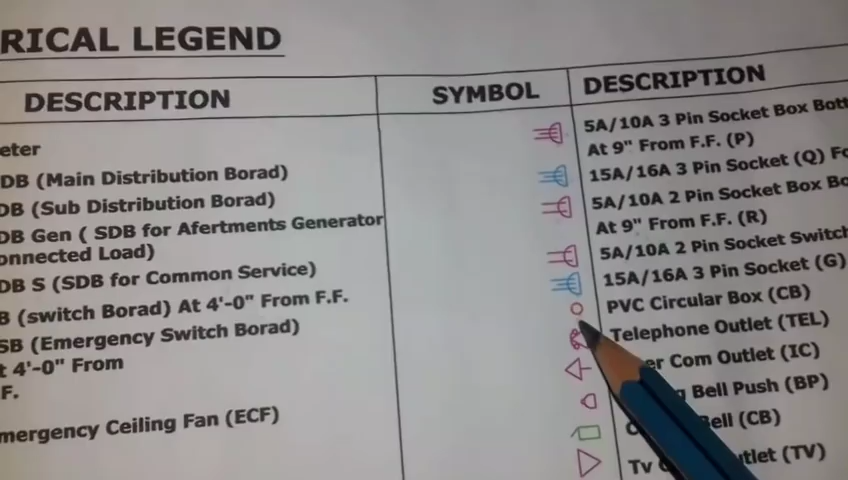 RICAL LEGEND
DESCRIPTION
SYMBOL
DESCRIPTION
eter
DB (Main Distribution Borad)
DB (Sub Distribution Borad)
DB Gen ( SDB for Afertments Generator
onnected Load)
DB S (SDB for Common Service)
B (switch Borad) At 4'-0" From F.F.
SB (Emergency Switch Borad)
t 4'-0" From
F.
mergency Ceiling Fan (ECF)
5A/10A 3 Pin Socket Box Bott
At 9" From F.F. (P)
15A/16A 3 Pin Socket (Q) Fo
5A/10A 2 Pin Socket Box Bo
At 9" From F.F. (R)
5A/10A 2 Pin Socket Switch
15A/16A 3 Pin Socket (G)
PVC Circular Box (CB)
Telephone Outlet (TEL)
er Com Outlet (IC)
g Bell Push (BP)
Bell (CB)
Tv utlet (TV)